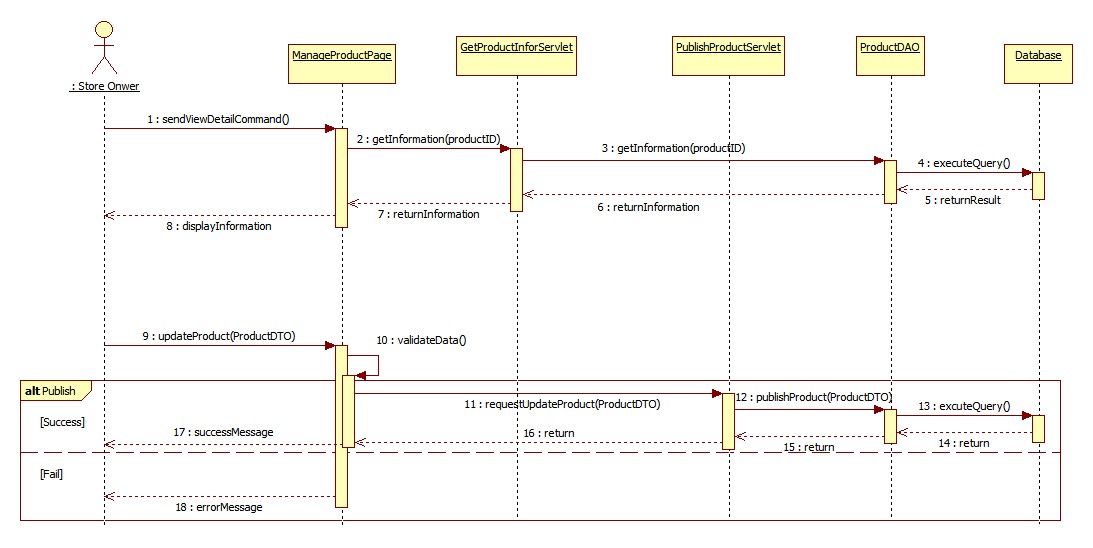 : Store Onwer
ManageProductPage
GetProductInforServlet
PublishProductServlet
ProductDAO
Database
1 : sendViewDetailCommand()
2 : getInformation(productID)
3 : getInformation(productID)
4 : executeQuery()
5 : returnResult
6 : returnInformation
7 : returnInformation
8 : displayInformation
9 : updateProduct(ProductDTO)
10 : validateData()
alt Publish
[Success]
11 : requestUpdateProduct(ProductDTO)
12 : publishProduct(ProductDTO)
13 : excuteQuery()
14 : return
15 : return
16 : return
17 : successMessage
[Fail]
18 : errorMessage